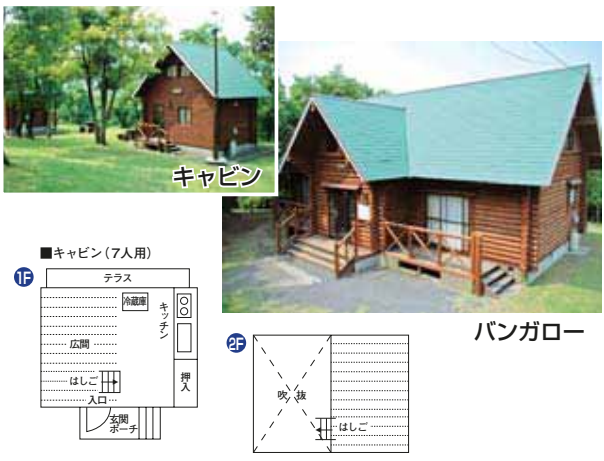 キャビン
バンガロー
■キャビン(7人用)
1F
テラス
冷蔵庫
キッチン
広間
はしご
押入
入口
玄関
ポーチ
2F
吹抜
はしご